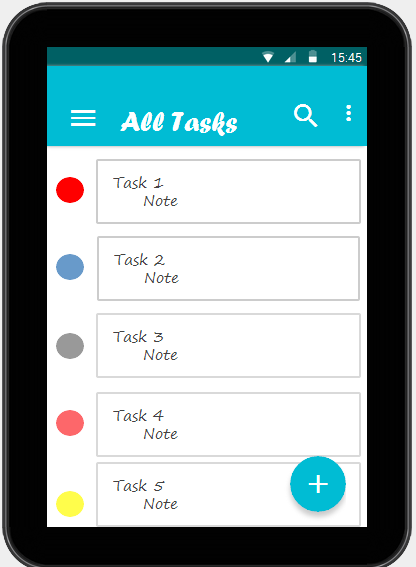 15:45
All Tasks
Task 1
Note
Task 2
Note
Task 3
Note
Task 4
Note
Task 5
Note